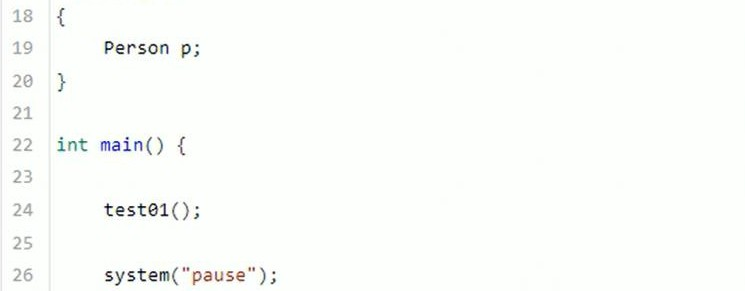 18 {
19 Person p;
20 }
21
22 int main() {
23
24 test01();
25
26 system("pause");